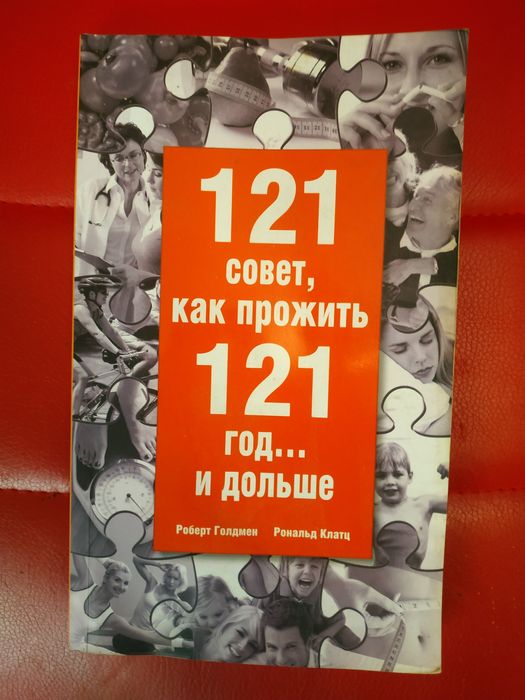 121
совет,
как прожить
121
год...
и дольше
Роберт Голдмен Рональд Клатц